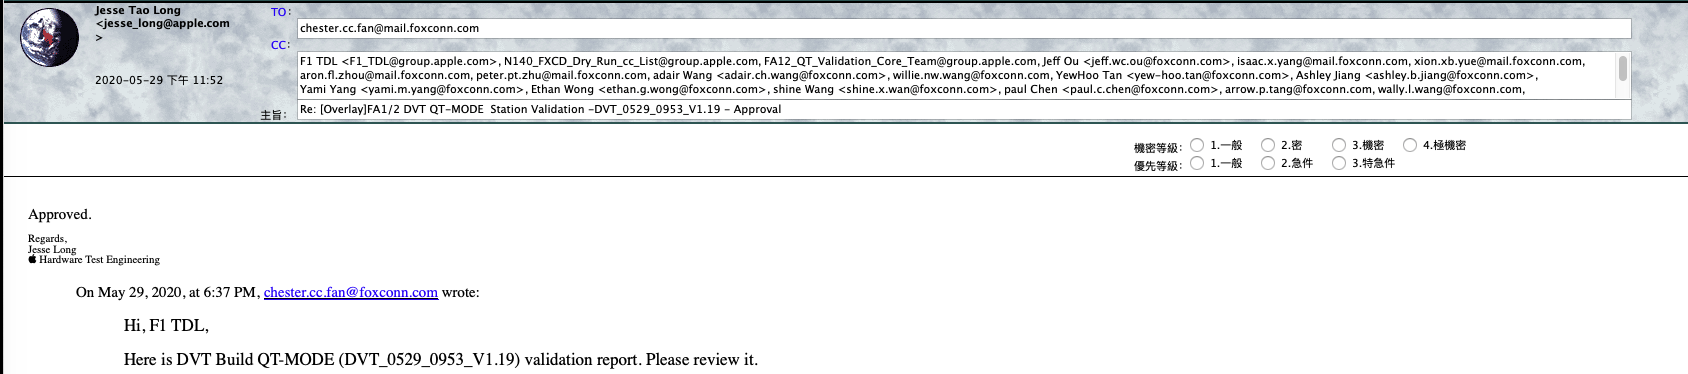 Jesse Tao Long
<jesse_long@apple.com
>
2020-05-29 下午 11:52
TO:
chester.cc.fan@mail.foxconn.com
CC:
F1 TDL <F1_TDL@group.apple.com>, N140_FXCD_Dry_Run_cc_List@group.apple.com, FA12_QT_Validation_Core_Team@group.apple.com, Jeff Ou <jeff.wc.ou@foxconn.com>, isaac.x.yang@mail.foxconn.com, xion.xb.yue@mail.foxconn.com,
aron.fl.zhou@mail.foxconn.com, peter.pt.zhu@mail.foxconn.com, adair Wang <adair.ch.wang@foxconn.com>, willie.nw.wang@foxconn.com, YewHoo Tan <yew-hoo.tan@foxconn.com>, Ashley Jiang <ashley.b.jiang@foxconn.com>,
Yami Yang <yami.m.yang@foxconn.com>, Ethan Wong <ethan.g.wong@foxconn.com>, shine Wang <shine.x.wan@foxconn.com>, paul Chen <paul.c.chen@foxconn.com>, arrow.p.tang@foxconn.com, wally.l.wang@foxconn.com,
主旨:
Re: [Overlay]FA1/2 DVT QT-MODE Station Validation -DVT_0529_0953_V1.19 - Approval
機密等級: 1.一般 2.密 3.機密 4.極機密
優先等級: 1.一般 2.急件 3.特急件
Approved.
Regards,
Jesse Long
Hardware Test Engineering
On May 29, 2020, at 6:37 PM, chester.cc.fan@foxconn.com wrote:
Hi, F1 TDL,
Here is DVT Build QT-MODE (DVT_0529_0953_V1.19) validation report. Please review it.